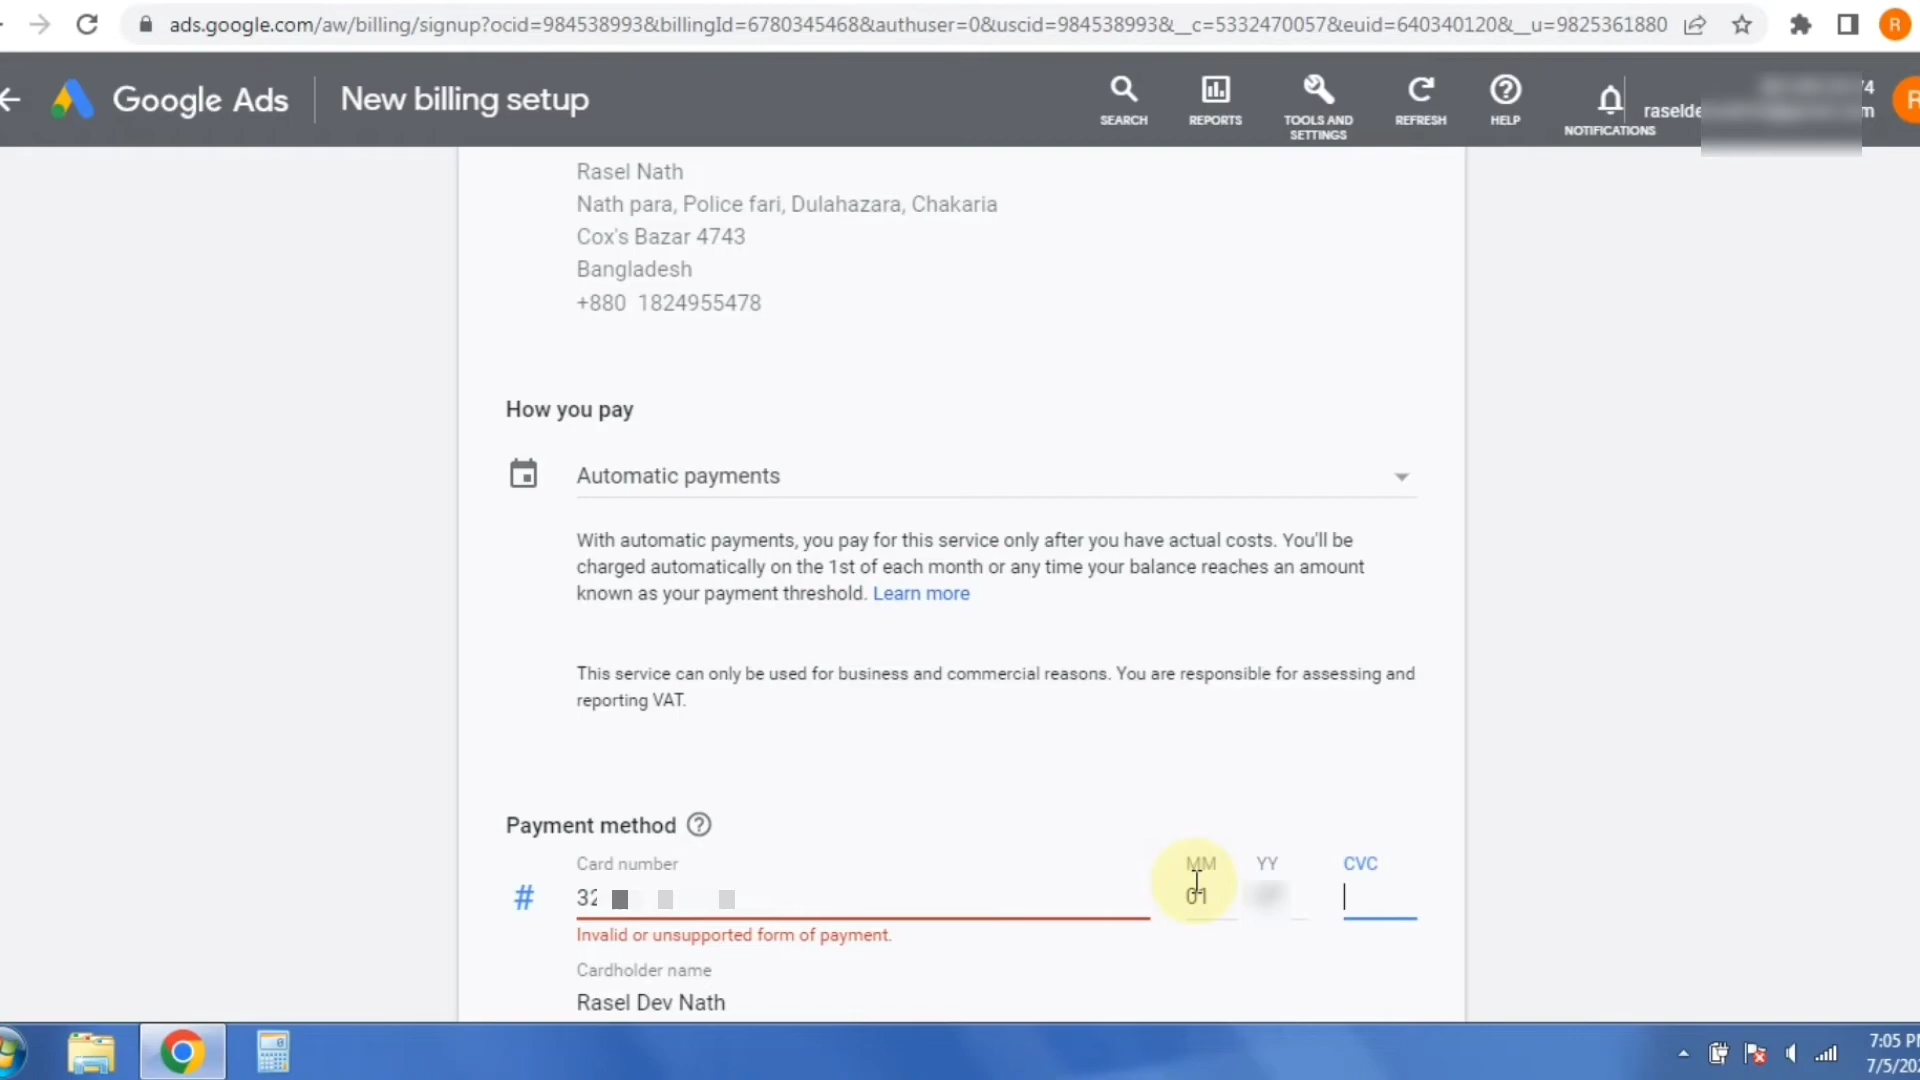 ads.google.com/aw/billing/signup?ocid=984538993&billingId=6780345468&authuser=0&uscid=984538993&__c=5332470057&euid=640340120&__u=9825361880
R
Google Ads
New billing setup
SEARCH
REPORTS
TOOLS AND
SETTINGS
REFRESH
HELP
NOTIFICATIONS
R
Rasel Nath
Nath para, Police fari, Dulahazara, Chakaria
Cox's Bazar 4743
Bangladesh
+880 1824955478
How you pay
Automatic payments
With automatic payments, you pay for this service only after you have actual costs. You'll be
charged automatically on the 1st of each month or any time your balance reaches an amount
known as your payment threshold. Learn more
This service can only be used for business and commercial reasons. You are responsible for assessing and
reporting VAT.
Payment method ?
Card number
MM
YY
CVC
#
32
01
Invalid or unsupported form of payment.
Cardholder name
Rasel Dev Nath
7:05 PM
7/5/202